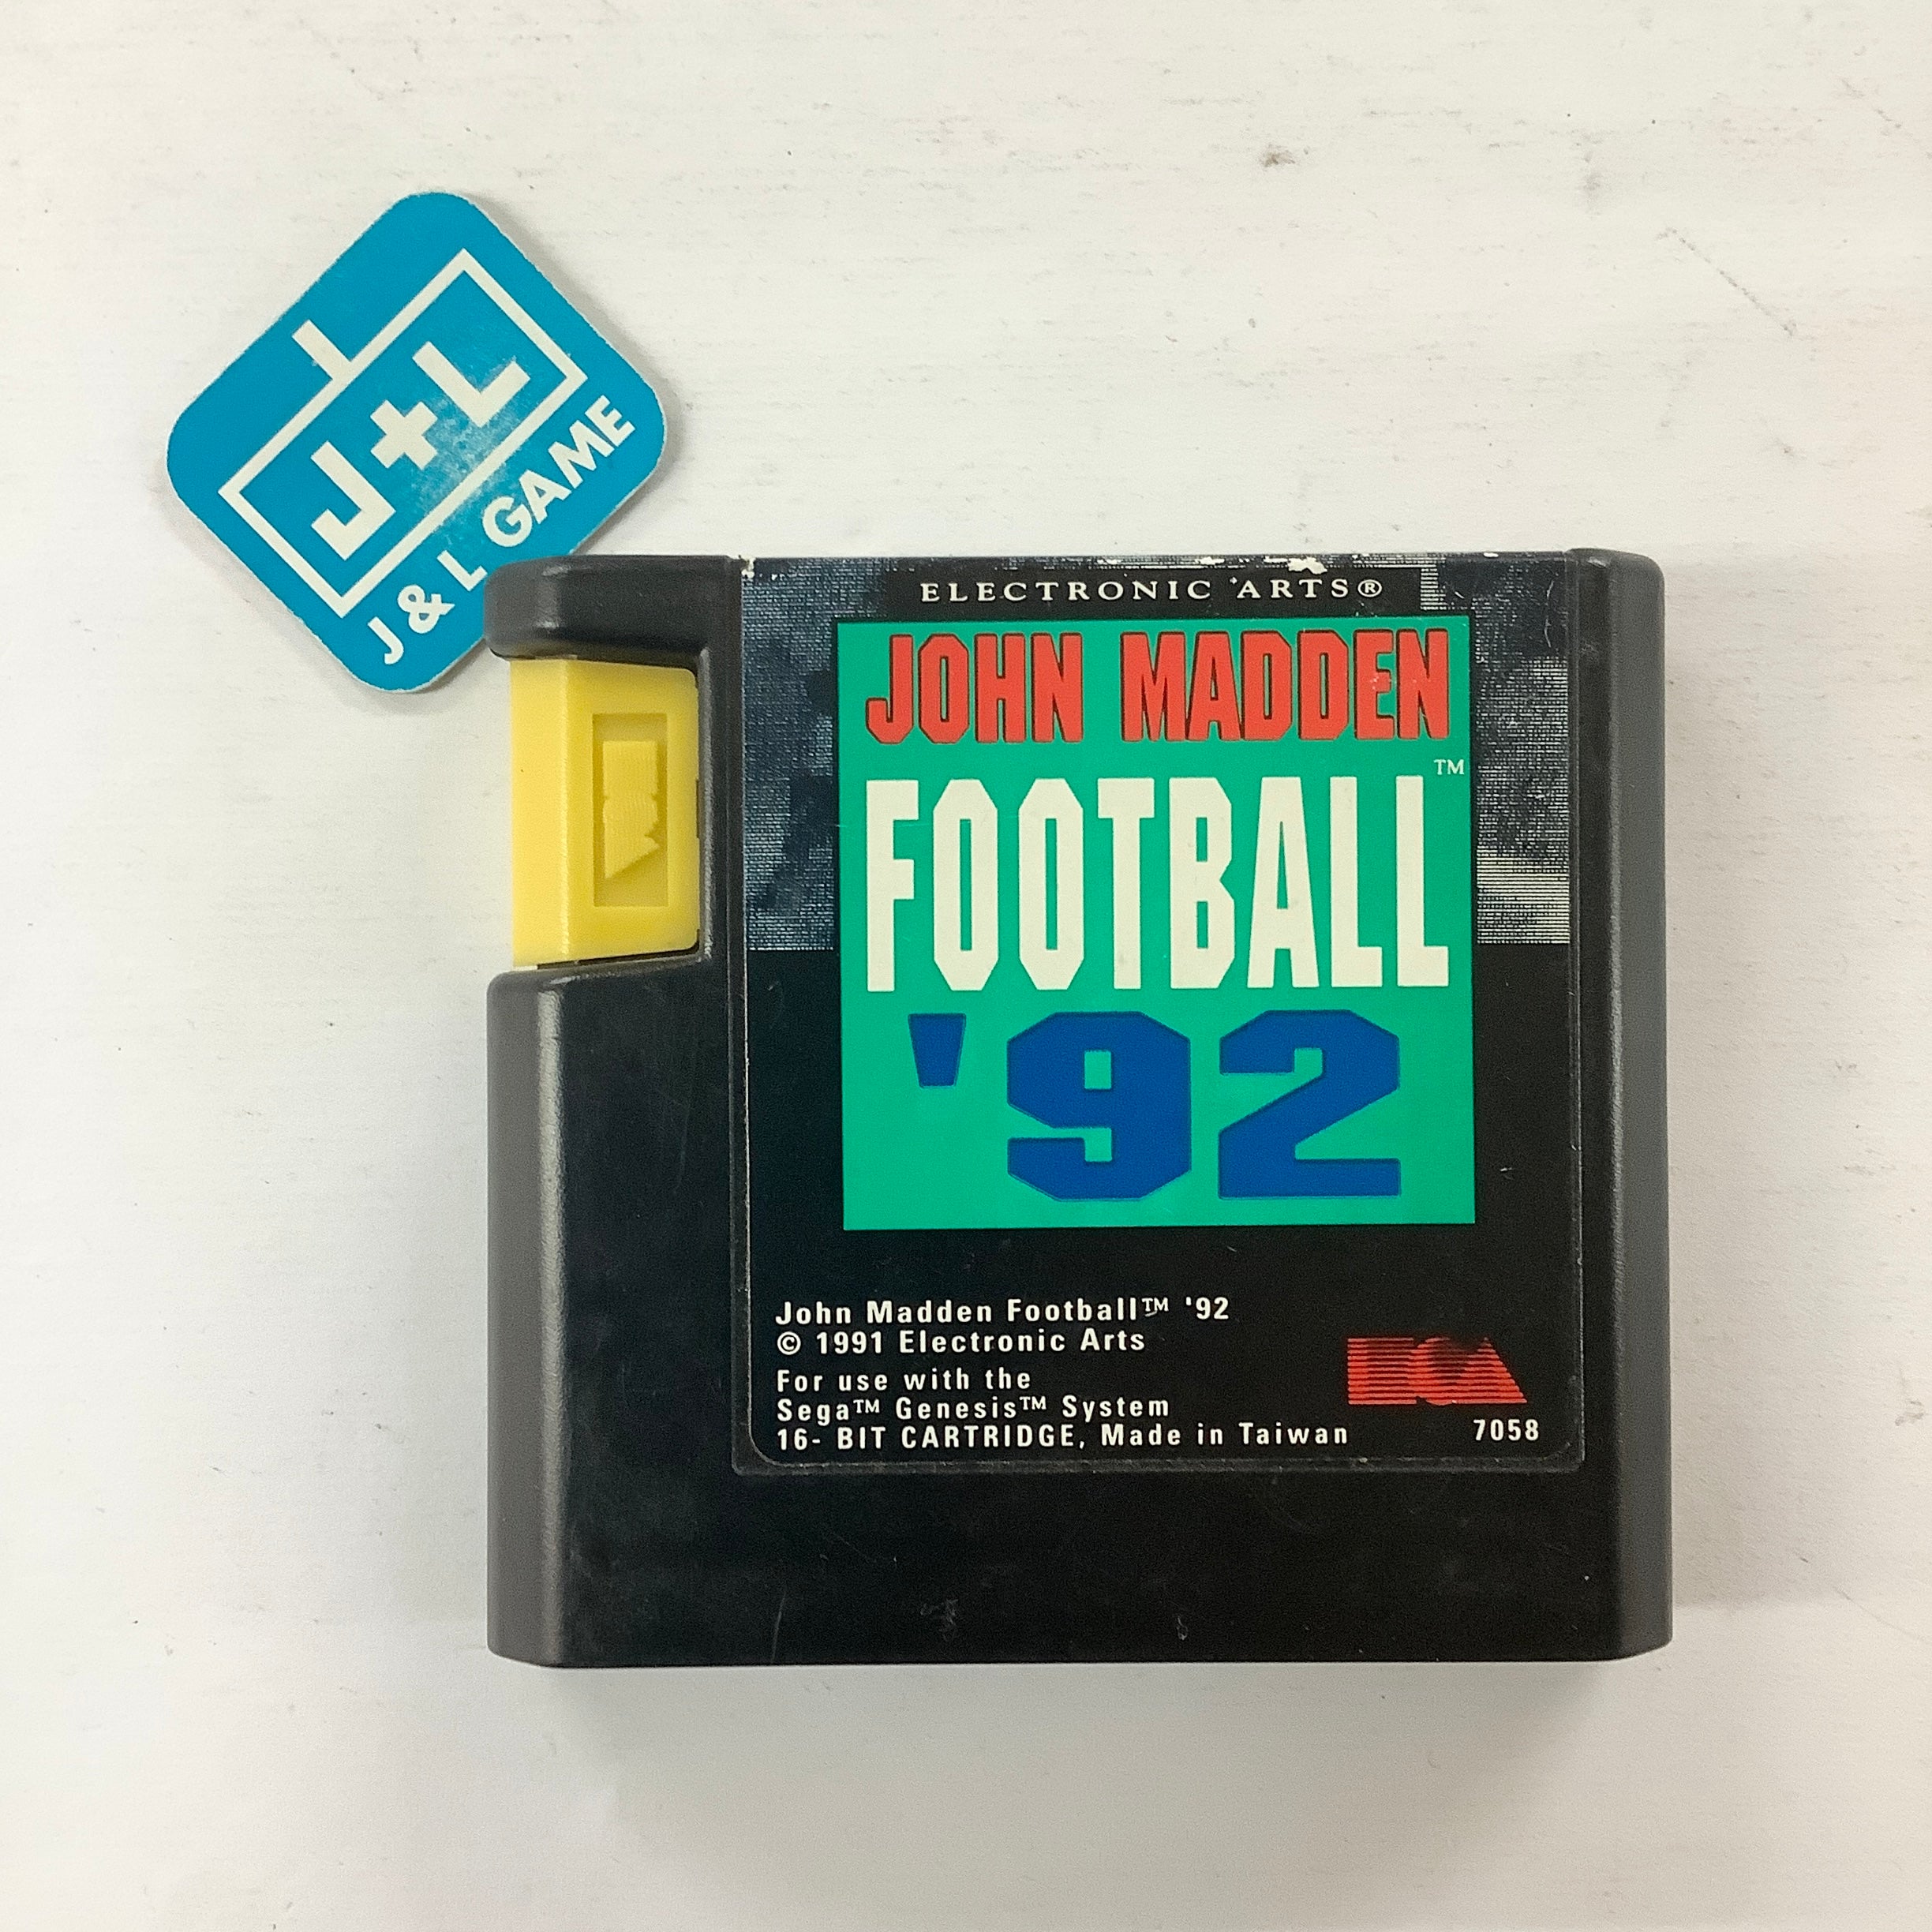 J+L
J & L GAME
ELECTRONIC ARTS®
JOHN MADDEN
FOOTBALL™
'92
John Madden Football™ '92
© 1991 Electronic Arts
For use with the
Sega™ Genesis™ System
16- BIT CARTRIDGE, Made in Taiwan
EA
7058